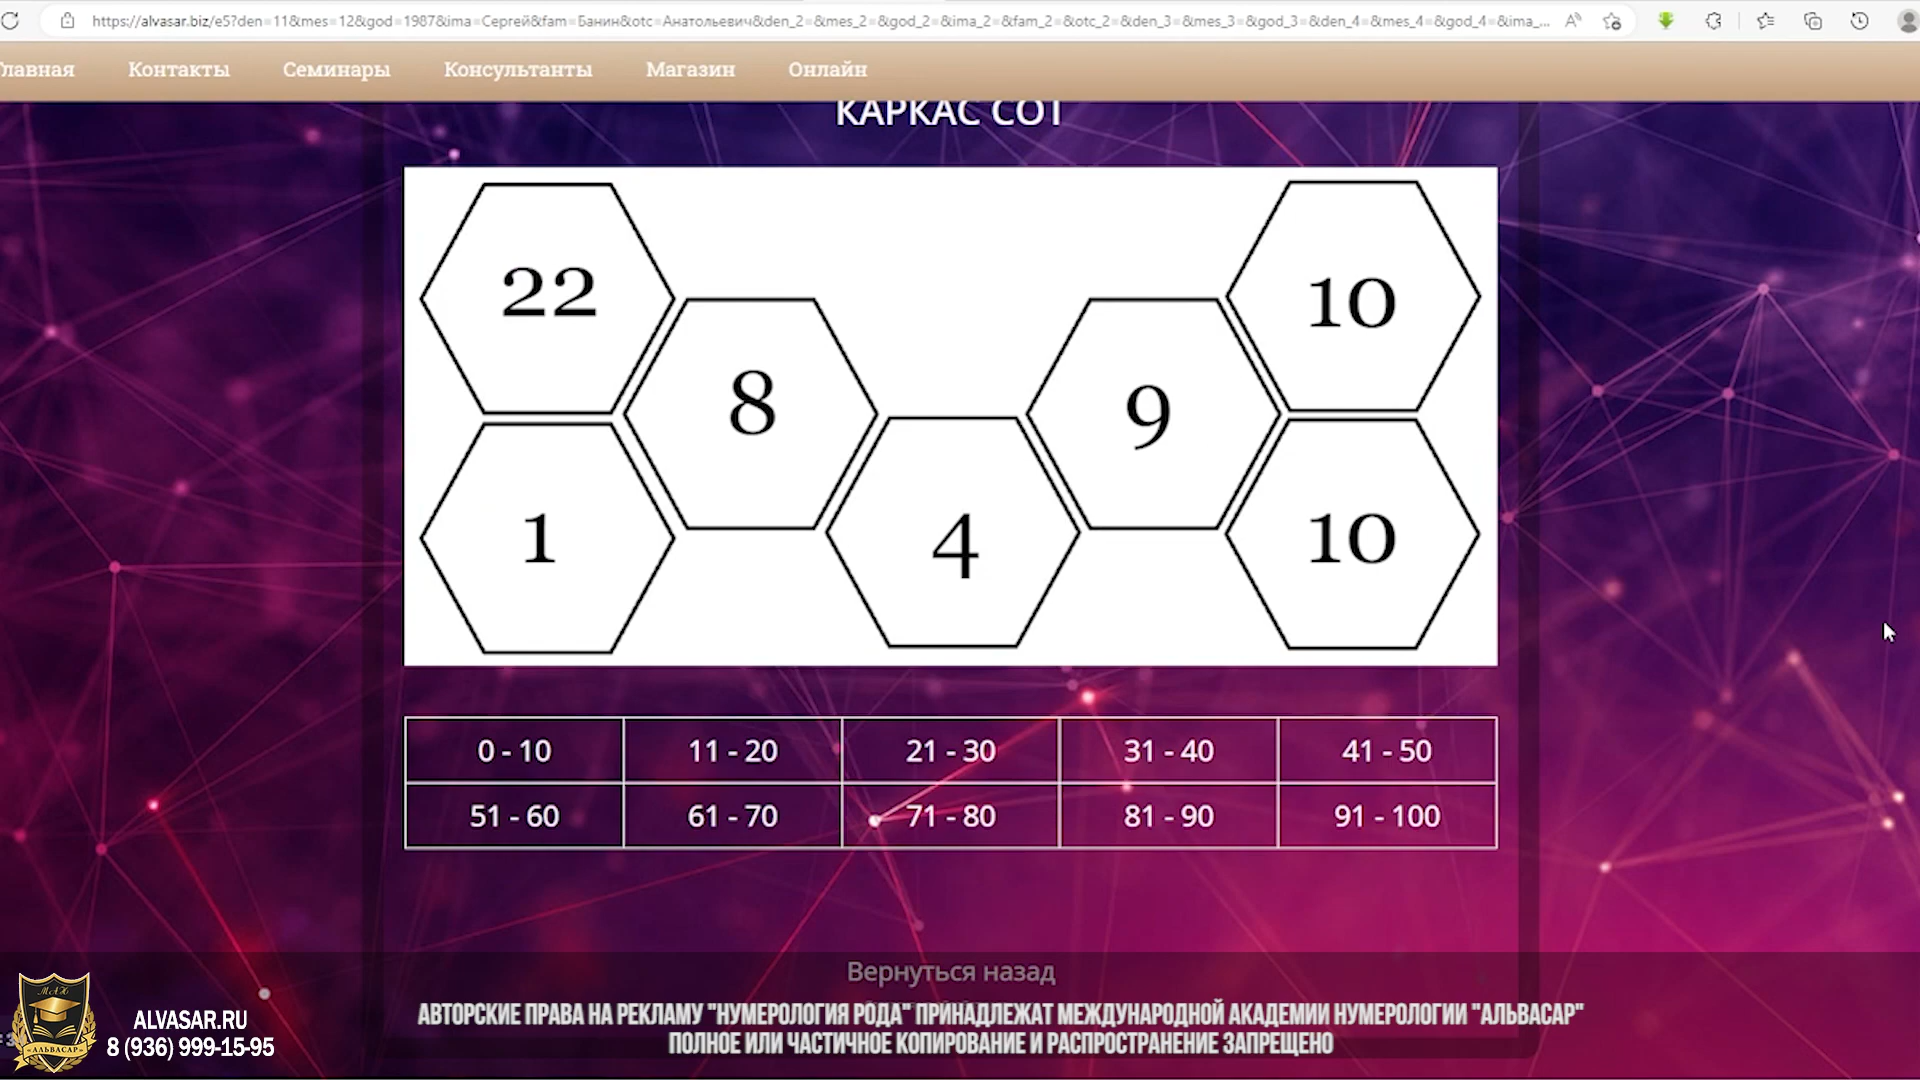 https://alvasar.biz/e5?den=11&mes=12&god=1987&ima=Сергей&fam=Банин&otc=Анатольевич&den_2=&mes_2=&god_2=&ima_2=&fam_2=&otc_2=&den_3=&mes_3=&god_3=&den_4=&mes_4=&god_4=&ima_...
Главная Контакты Семинары Консультанты Магазин Онлайн
КАРКАС СОТ
22 10
8 9
1 4 10
0 - 10 11 - 20 21 - 30 31 - 40 41 - 50
51 - 60 61 - 70 71 - 80 81 - 90 91 - 100
Вернуться назад
МАН
"АЛЬВАСАР"
ALVASAR.RU
8 (936) 999-15-95
АВТОРСКИЕ ПРАВА НА РЕКЛАМУ "НУМЕРОЛОГИЯ РОДА" ПРИНАДЛЕЖАТ МЕЖДУНАРОДНОЙ АКАДЕМИИ НУМЕРОЛОГИИ "АЛЬВАСАР"
ПОЛНОЕ ИЛИ ЧАСТИЧНОЕ КОПИРОВАНИЕ И РАСПРОСТРАНЕНИЕ ЗАПРЕЩЕНО